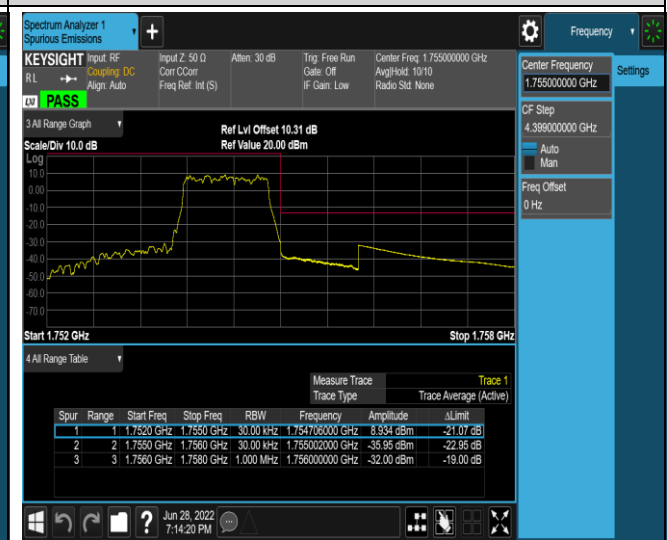 Spectrum Analyzer 1
Spurious Emissions
+
Frequency
KEYSIGHT
RL
LXI PASS
Input: RF
Coupling: DC
Align: Auto
Input Z: 50 Ω
Corr CCorr
Freq Ref: Int (S)
Atten: 30 dB
Trig: Free Run
Gate: Off
IF Gain: Low
Center Freq: 1.755000000 GHz
Avg|Hold: 10/10
Radio Std: None
Center Frequency
1.755000000 GHz
Settings
CF Step
4.399000000 GHz
Auto
Man
Freq Offset
0 Hz
3 All Range Graph
Scale/Div 10.0 dB
Ref Lvl Offset 10.31 dB
Ref Value 20.00 dBm
Log
10.0
0.00
-10.0
-20.0
-30.0
-40.0
-50.0
-60.0
-70.0
Start 1.752 GHz Stop 1.758 GHz
4 All Range Table
Measure Trace Trace 1
Trace Type Trace Average (Active)
Spur Range Start Freq Stop Freq RBW Frequency Amplitude ΔLimit
1 1 1.7520 GHz 1.7550 GHz 30.00 kHz 1.754706000 GHz 8.934 dBm -21.07 dB
2 2 1.7550 GHz 1.7560 GHz 30.00 kHz 1.755002000 GHz -35.95 dBm -22.95 dB
3 3 1.7560 GHz 1.7580 GHz 1.000 MHz 1.756000000 GHz -32.00 dBm -19.00 dB
?
Jun 28, 2022
7:14:20 PM